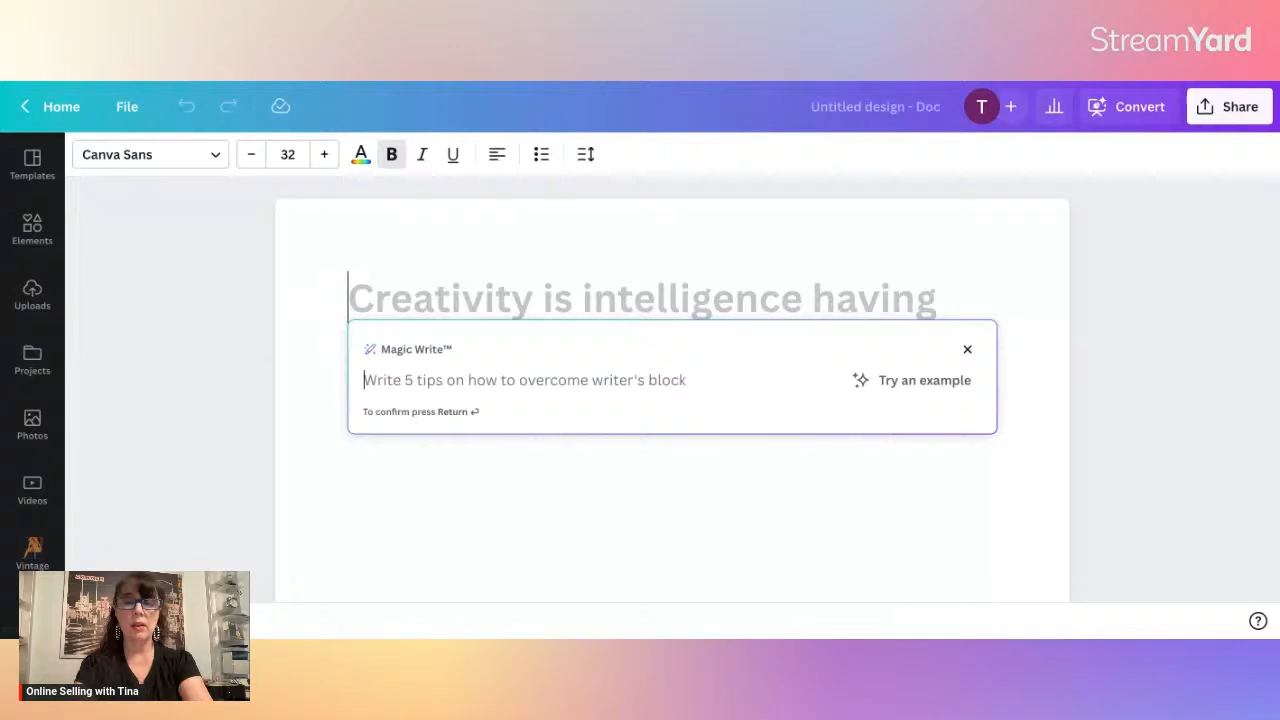 StreamYard
Home File Untitled design - Doc T + Convert Share
Canva Sans − 32 + A B I U
Templates
Elements
Uploads
Projects
Photos
Videos
Vintage
Creativity is intelligence having
Magic Write™
Write 5 tips on how to overcome writer's block Try an example
To confirm press Return
Online Selling with Tina
?